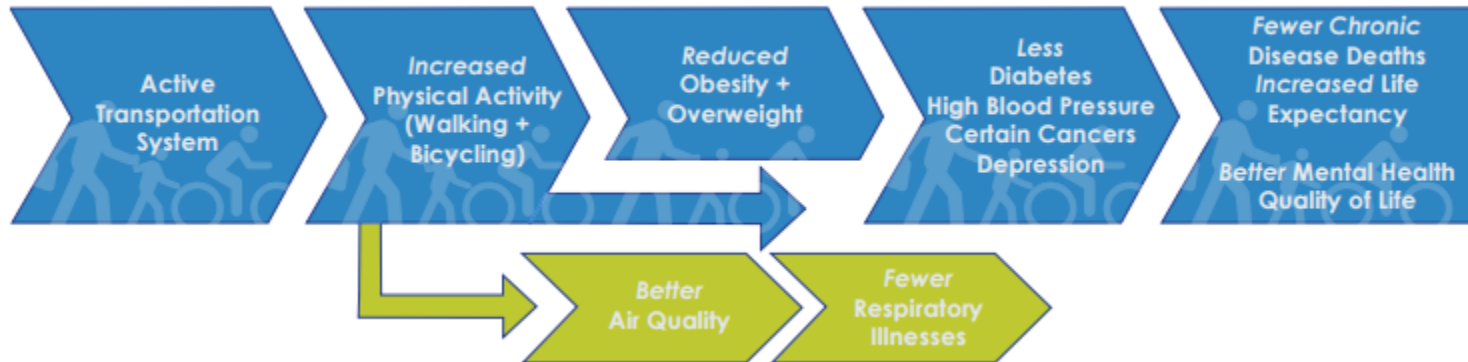 Active
Transportation
System
Increased
Physical Activity
(Walking +
Bicycling)
Reduced
Obesity +
Overweight
Less
Diabetes
High Blood Pressure
Certain Cancers
Depression
Fewer Chronic
Disease Deaths
Increased Life
Expectancy
Better Mental Health
Quality of Life
Better
Air Quality
Fewer
Respiratory
Illnesses